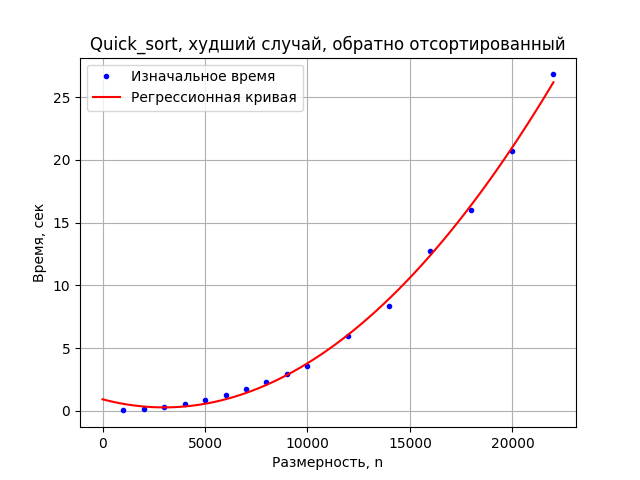 Quick_sort, худший случай, обратно отсортированный
Изначальное время
Регрессионная кривая
Время, сек
25
20
15
10
5
0
0
5000
10000
15000
20000
Размерность, n